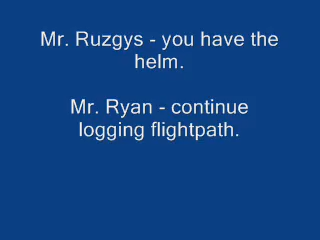 Mr. Ruzgys - you have the
helm.
Mr. Ryan - continue
logging flightpath.